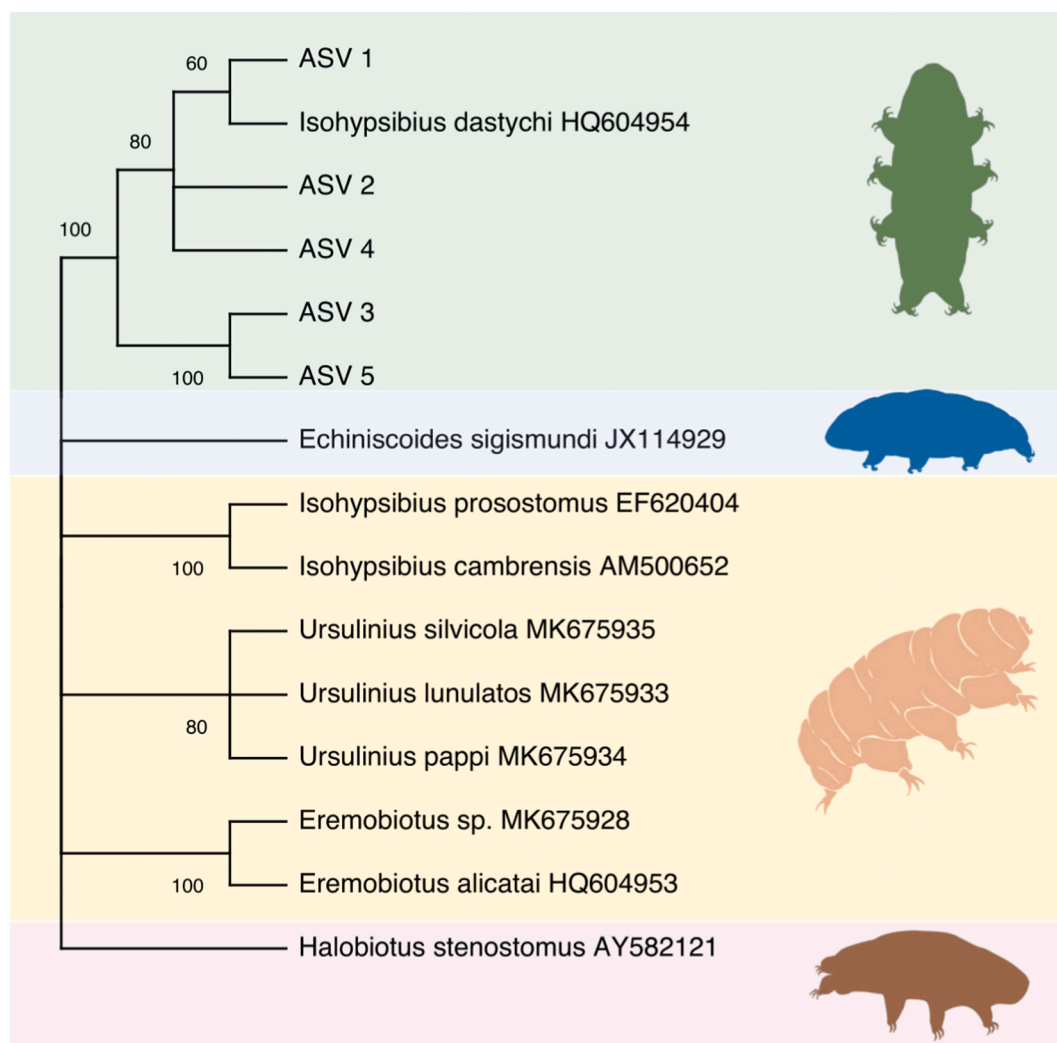 60
ASV 1
Isohypsibius dastychi HQ604954
80
ASV 2
100
ASV 4
ASV 3
100
ASV 5
Echiniscoides sigismundi JX114929
Isohypsibius prosostomus EF620404
100
Isohypsibius cambrensis AM500652
Ursulinius silvicola MK675935
Ursulinius lunulatos MK675933
80
Ursulinius pappi MK675934
Eremobiotus sp. MK675928
100
Eremobiotus alicatai HQ604953
Halobiotus stenostomus AY582121